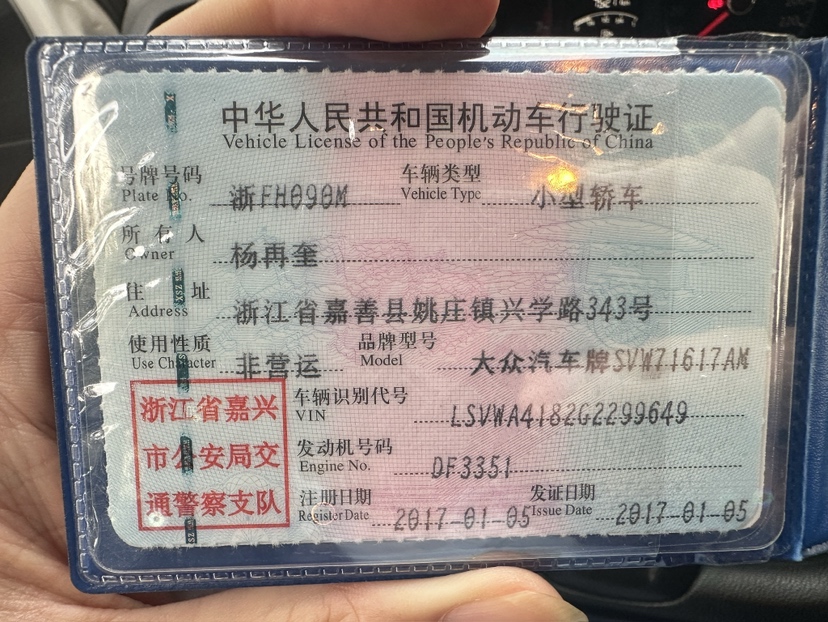 中华人民共和国机动车行驶证
Vehicle License of the People's Republic of China
号牌号码 浙FH090M 车辆类型 小型轿车
Plate No. Vehicle Type
所有人 杨再奎
Owner
住址 浙江省嘉善县姚庄镇兴学路343号
Address
使用性质 非营运 品牌型号 大众汽车牌SVW71617AM
Use Character Model
浙江省嘉兴
市公安局交
通警察支队
车辆识别代号 LSVWA4182G2299649
VIN
发动机号码 DF3351
Engine No.
注册日期 2017-01-05 发证日期 2017-01-05
Register Date Issue Date